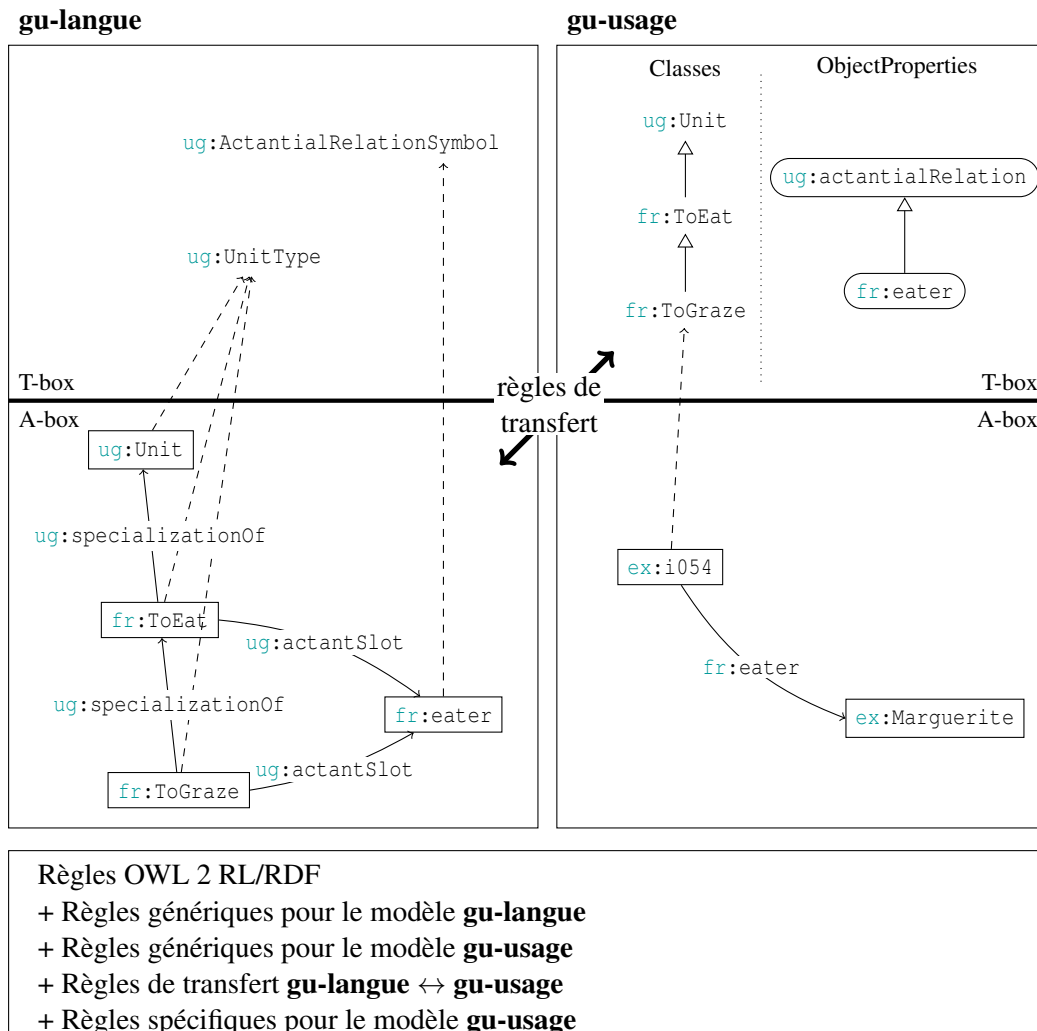 gu-langue
gu-usage
Classes
ObjectProperties
ug:Unit
ug:ActantialRelationSymbol
ug:actantialRelation
fr:ToEat
ug:UnitType
fr:eater
fr:ToGraze
T-box
règles de
transfert
T-box
A-box
A-box
ug:Unit
ug:specializationOf
ex:i054
fr:ToEat
ug:actantSlot
fr:eater
ug:specializationOf
fr:eater
ex:Marguerite
ug:actantSlot
fr:ToGraze
Règles OWL 2 RL/RDF
+ Règles génériques pour le modèle gu-langue
+ Règles génériques pour le modèle gu-usage
+ Règles de transfert gu-langue ↔ gu-usage
+ Règles spécifiques pour le modèle gu-usage